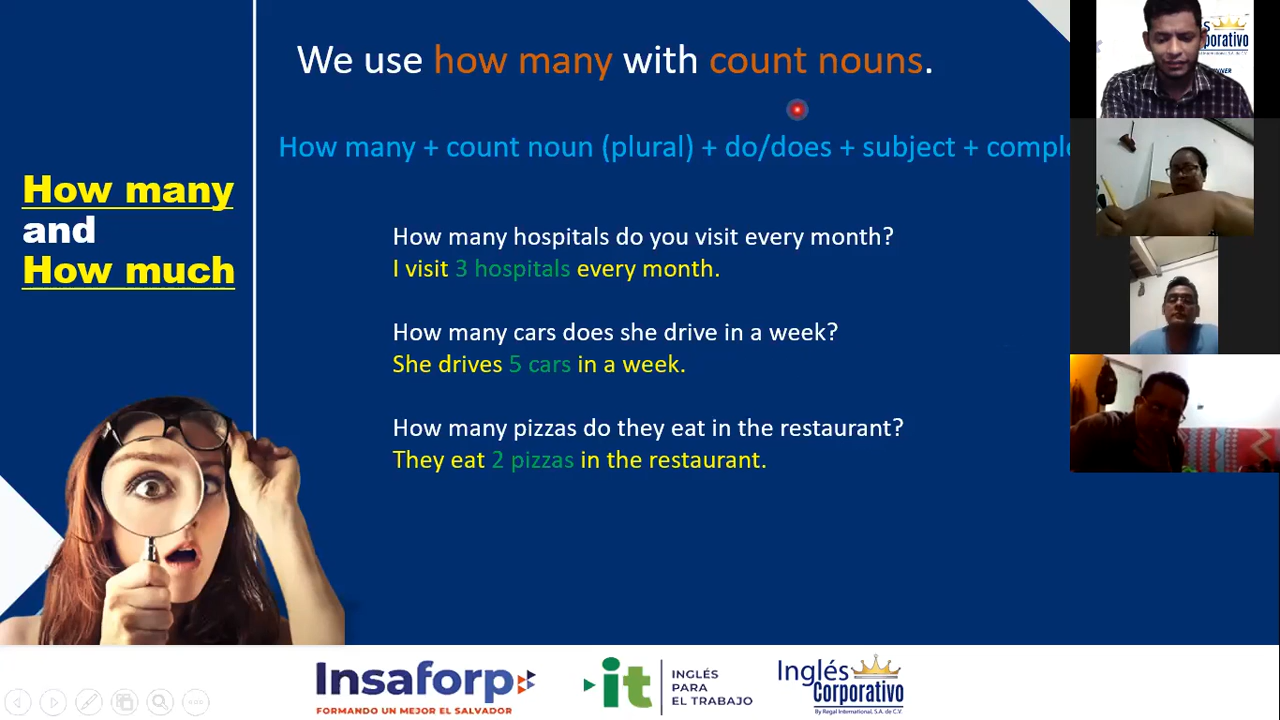 We use how many with count nouns.
How many + count noun (plural) + do/does + subject +
How many
and
How much
How many hospitals do you visit every month?
I visit 3 hospitals every month.
How many cars does she drive in a week?
She drives 5 cars in a week.
How many pizzas do they eat in the restaurant?
They eat 2 pizzas in the restaurant.
Insaforp
FORMANDO UN MEJOR EL SALVADOR
it
INGLÉS
PARA
EL TRABAJO
Inglés
Corporativo
By Regal International, S.A. de C.V.